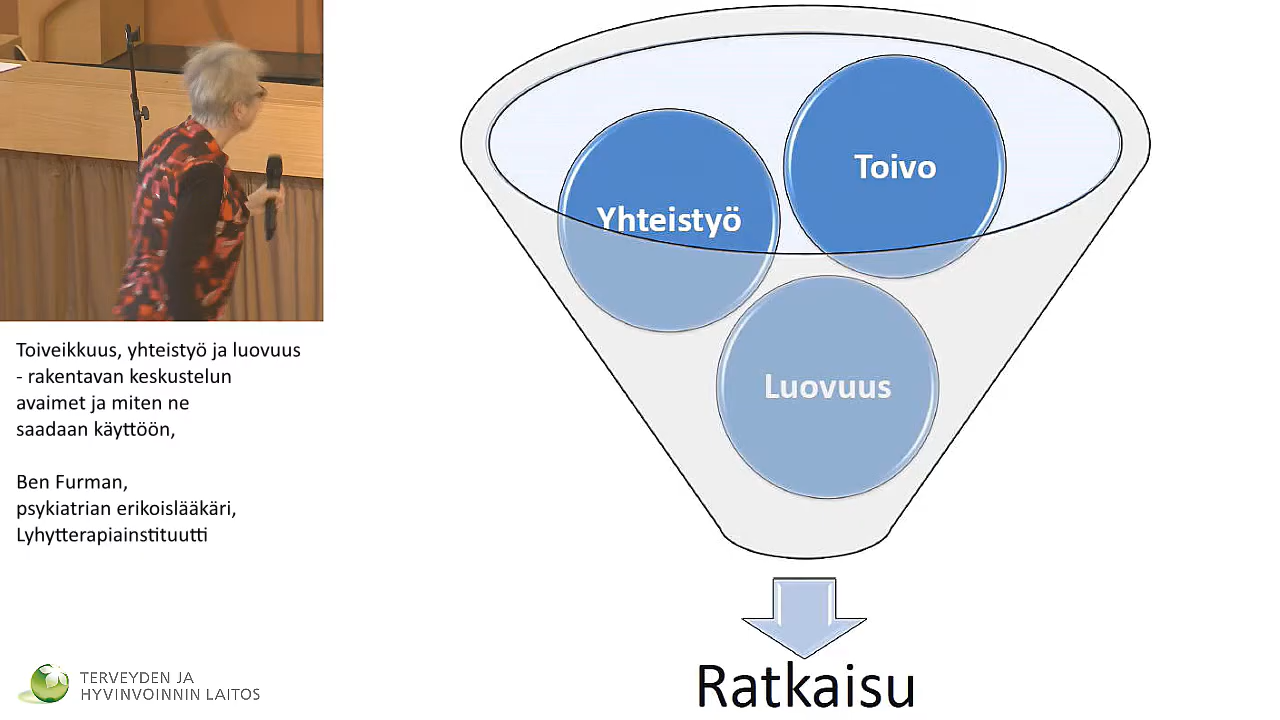 Toiveikkuus, yhteistyö ja luovuus
- rakentavan keskustelun
avaimet ja miten ne
saadaan käyttöön,
Ben Furman,
psykiatrian erikoislääkäri,
Lyhytterapiainstituutti
TERVEYDEN JA
HYVINVOINNIN LAITOS
Toivo
Yhteistyö
Luovuus
Ratkaisu